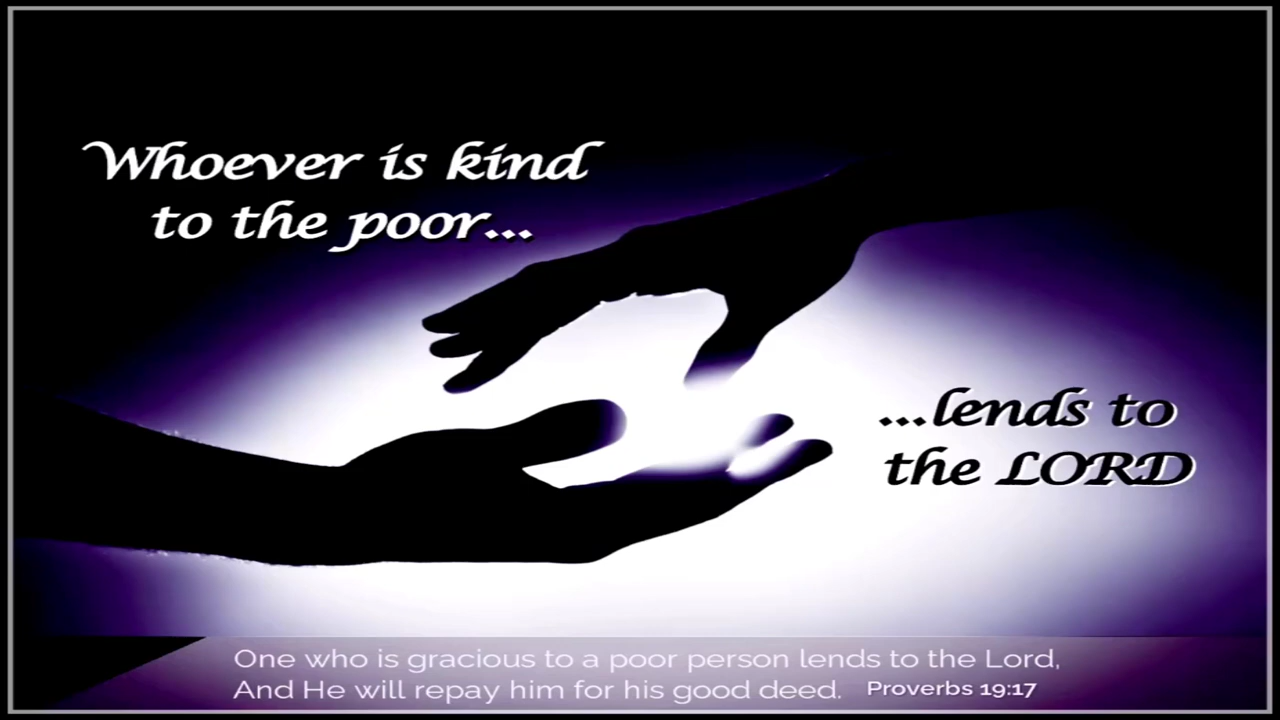 Whoever is kind
to the poor...
...lends to
the LORD
One who is gracious to a poor person lends to the Lord,
And He will repay him for his good deed. Proverbs 19:17